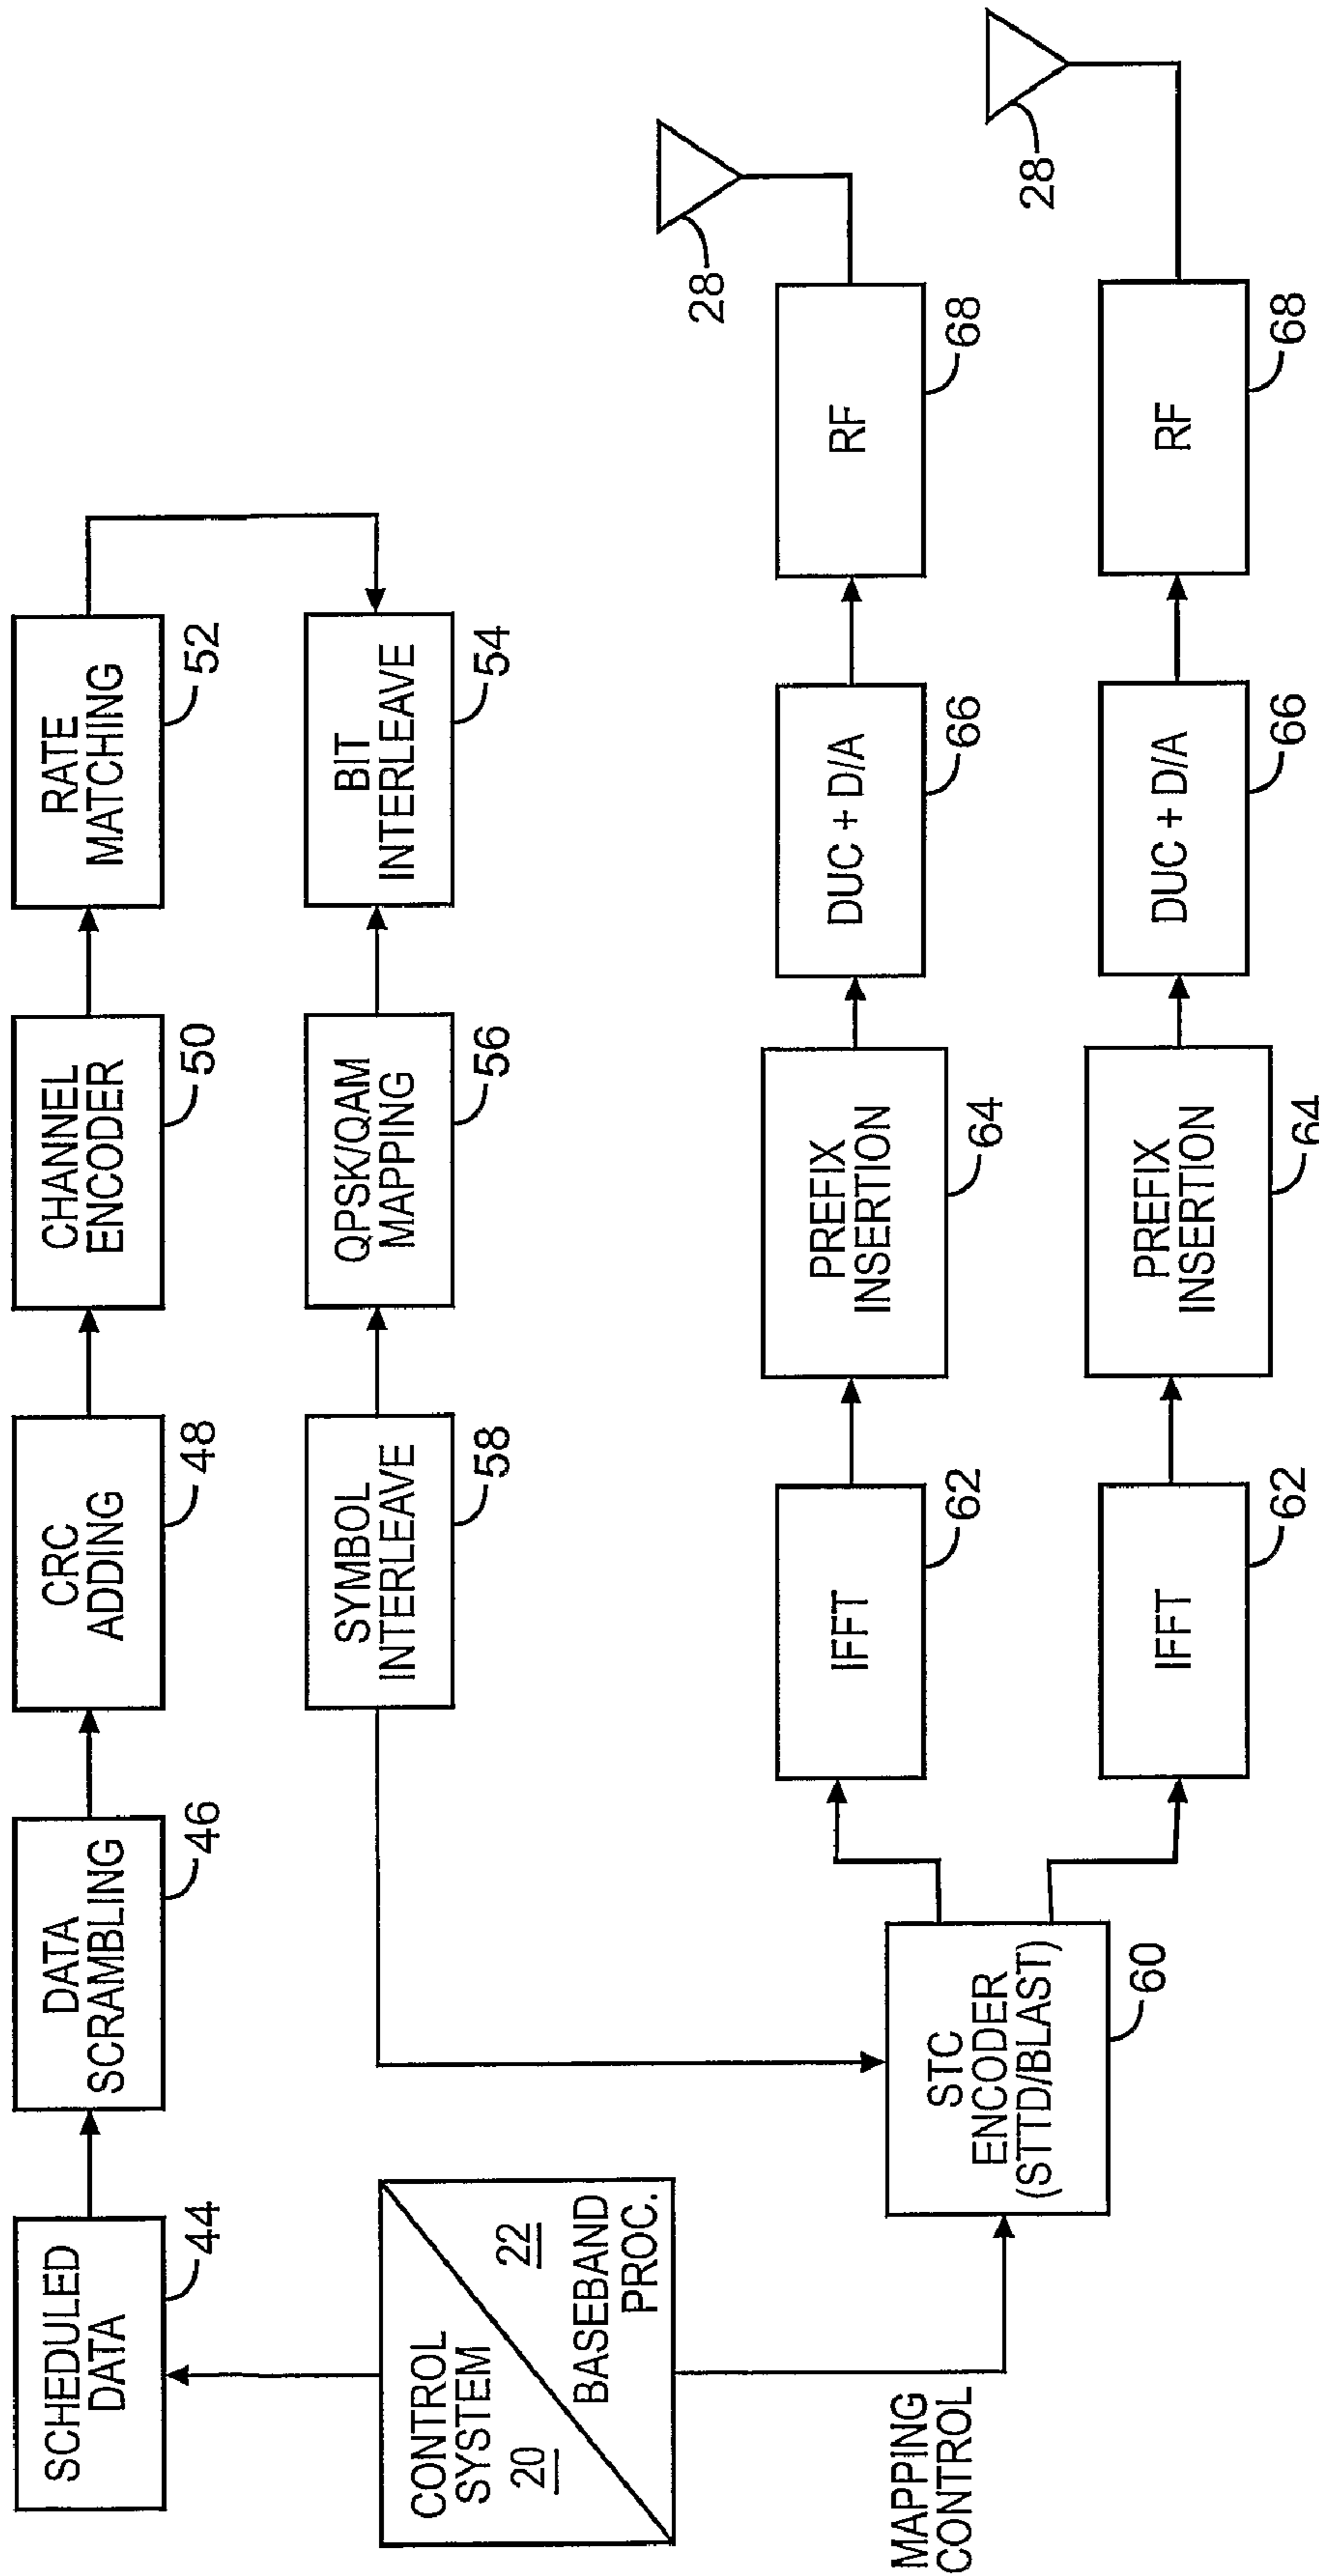 SCHEDULED
DATA
44
DATA
SCRAMBLING
46
CRC
ADDING
48
CHANNEL
ENCODER
50
RATE
MATCHING
52
CONTROL
SYSTEM
20
22
BASEBAND
PROC.
SYMBOL
INTERLEAVE
58
QPSK/QAM
MAPPING
56
BIT
INTERLEAVE
54
MAPPING
CONTROL
STC
ENCODER
(STTD/BLAST)
60
IFFT
62
PREFIX
INSERTION
64
DUC + D/A
66
RF
68
28
IFFT
62
PREFIX
INSERTION
64
DUC + D/A
66
RF
68
28